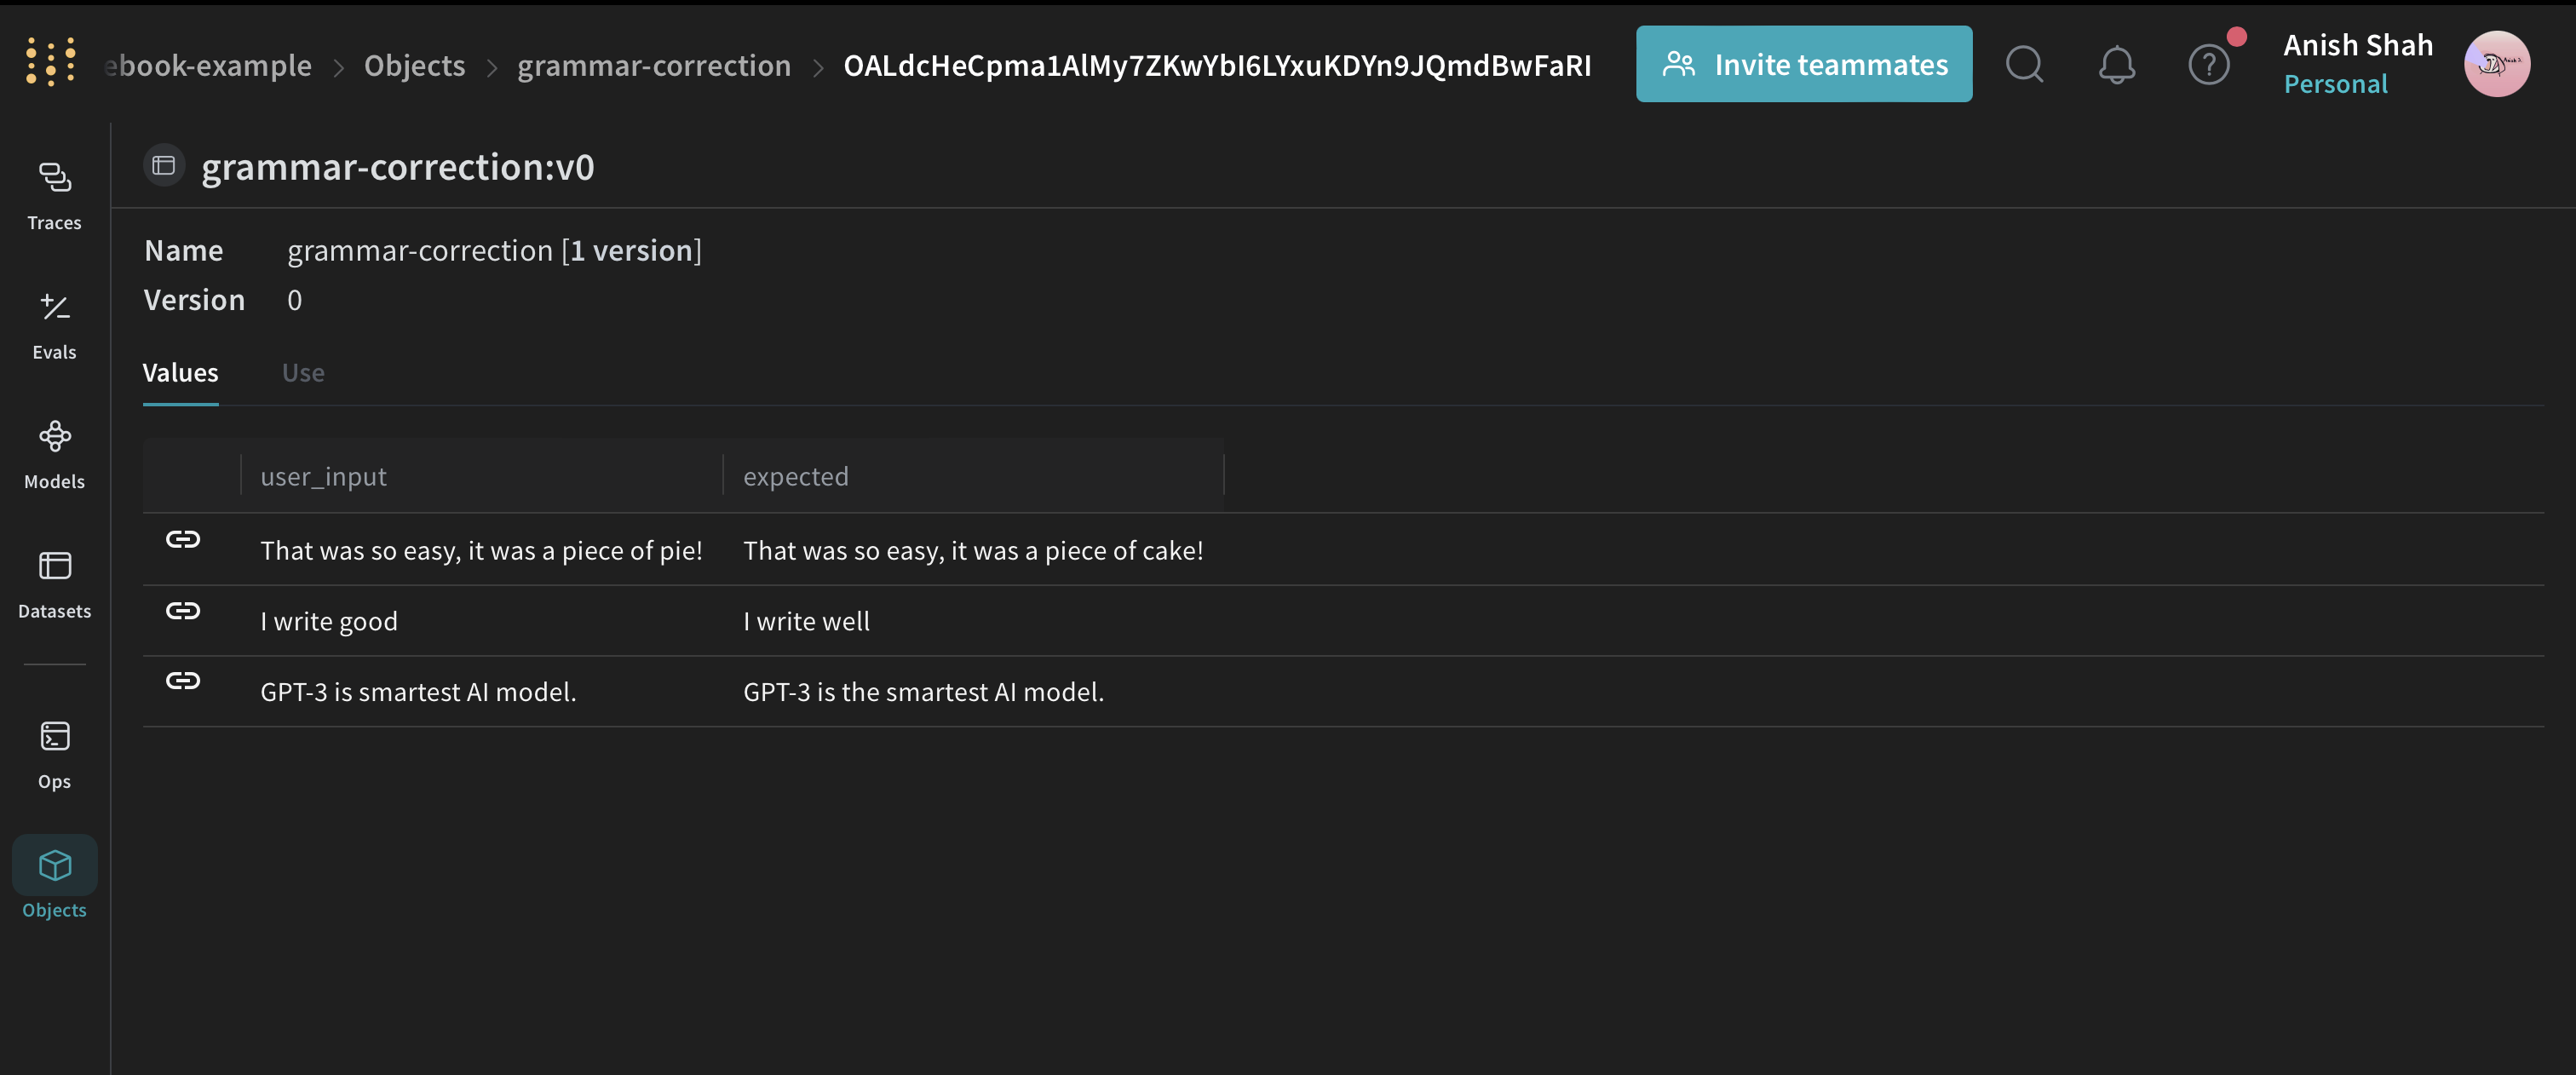 ebook-example > Objects > grammar-correction > OALdcHeCpma1AlMy7ZKwYbI6LYxuKDYn9JQmdBwFaRI
Invite teammates
Anish Shah
Personal
Traces
Evals
Models
Datasets
Ops
Objects
grammar-correction:v0
Name grammar-correction [1 version]
Version 0
Values Use
user_input expected
That was so easy, it was a piece of pie! That was so easy, it was a piece of cake!
I write good I write well
GPT-3 is smartest AI model. GPT-3 is the smartest AI model.